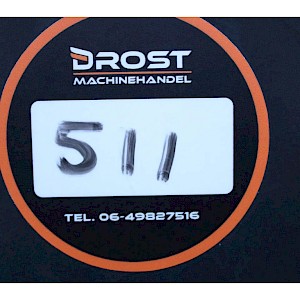 DROST
MACHINEHANDEL
511
TEL. 06-49827516